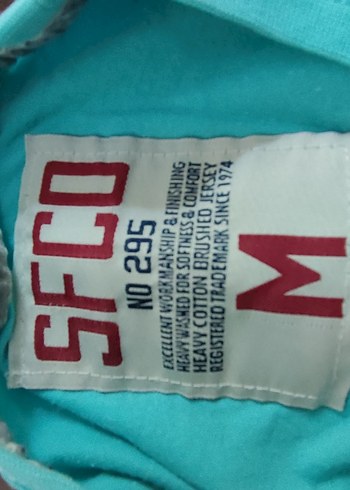 SFCO
NO 295
EXCELLENT WORKMANSHIP & FINISHING
HEAVY WASHED FOR SOFTNESS & COMFORT
HEAVY COTTON BRUSHED JERSEY
REGISTERED TRADEMARK SINCE 1974
M